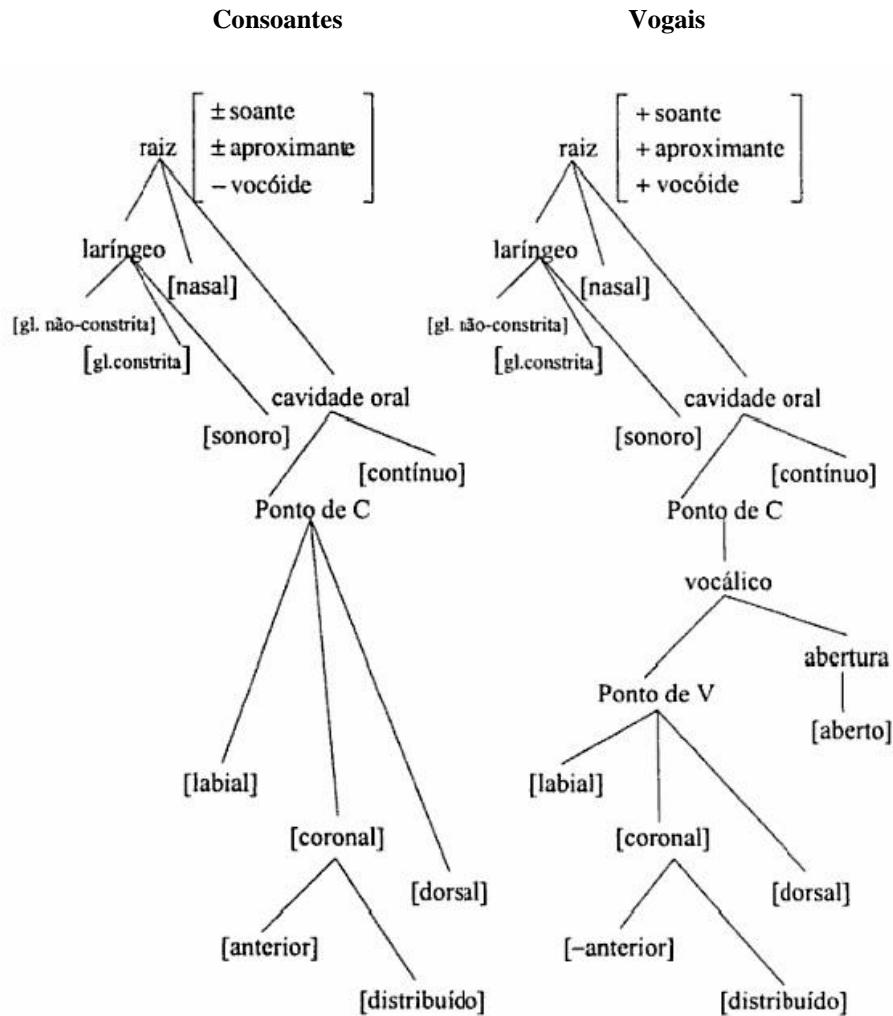 Consoantes
± soante
raiz
± aproximante
– vocóide
laríngeo
[nasal]
[gl. não-constrita]
[gl.constrita]
cavidade oral
[sonoro]
[contínuo]
Ponto de C
[labial]
[coronal]
[dorsal]
[anterior]
[distribuído]
Vogais
+ soante
raiz
+ aproximante
+ vocóide
laríngeo
[nasal]
[gl. não-constrita]
[gl.constrita]
cavidade oral
[sonoro]
[contínuo]
Ponto de C
vocálico
abertura
Ponto de V
[aberto]
[labial]
[coronal]
[dorsal]
[–anterior]
[distribuído]